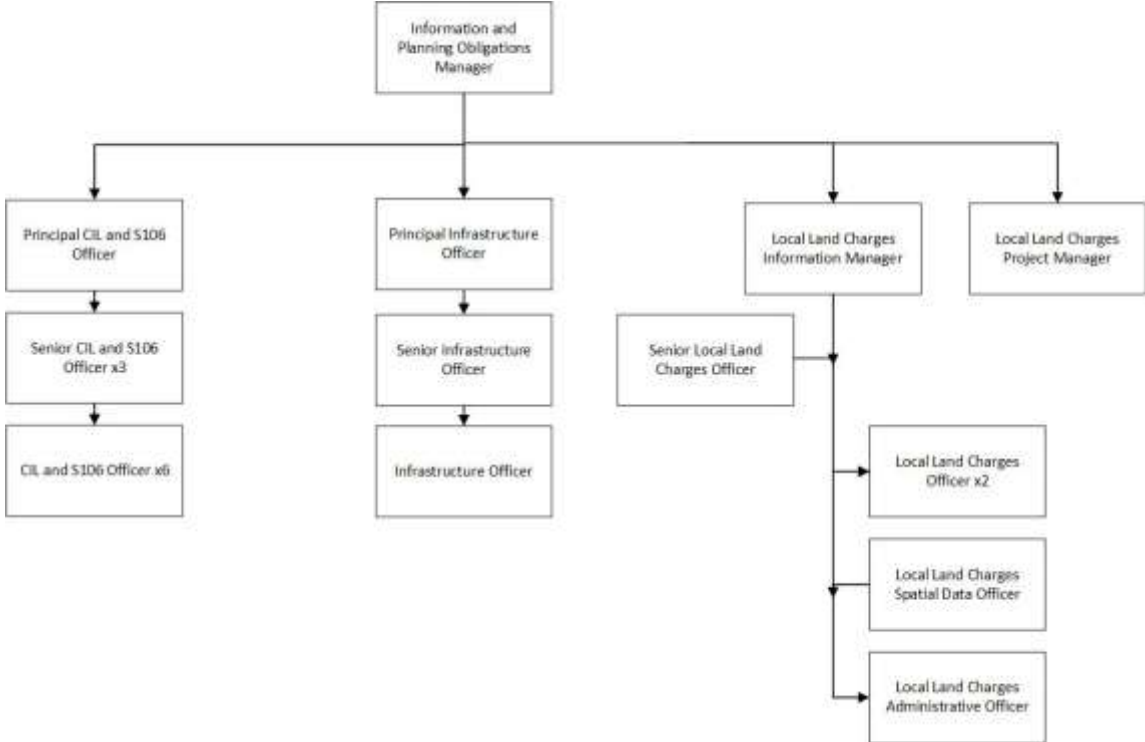 Information and
Planning Obligations
Manager
Principal CIL and S106
Officer
Principal Infrastructure
Officer
Local Land Charges
Information Manager
Local Land Charges
Project Manager
Senior CIL and S106
Officer x3
Senior Infrastructure
Officer
Senior Local Land
Charges Officer
CIL and S106 Officer x6
Infrastructure Officer
Local Land Charges
Officer x2
Local Land Charges
Spatial Data Officer
Local Land Charges
Administrative Officer